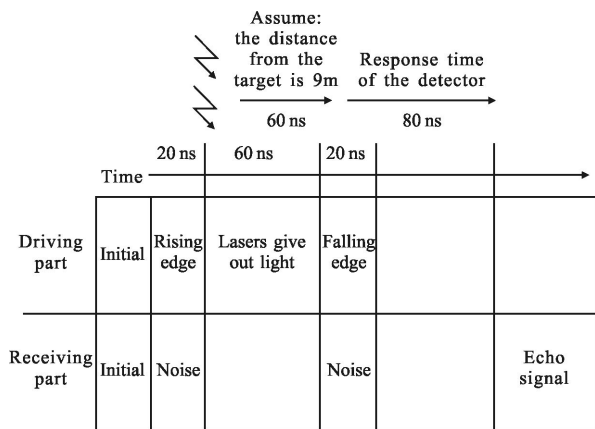 Assume:
the distance
from the
target is 9m
Response time
of the detector
60 ns
80 ns
20 ns
60 ns
20 ns
Time
Driving
part
Initial
Rising
edge
Lasers give
out light
Falling
edge
Receiving
part
Initial
Noise
Noise
Echo
signal